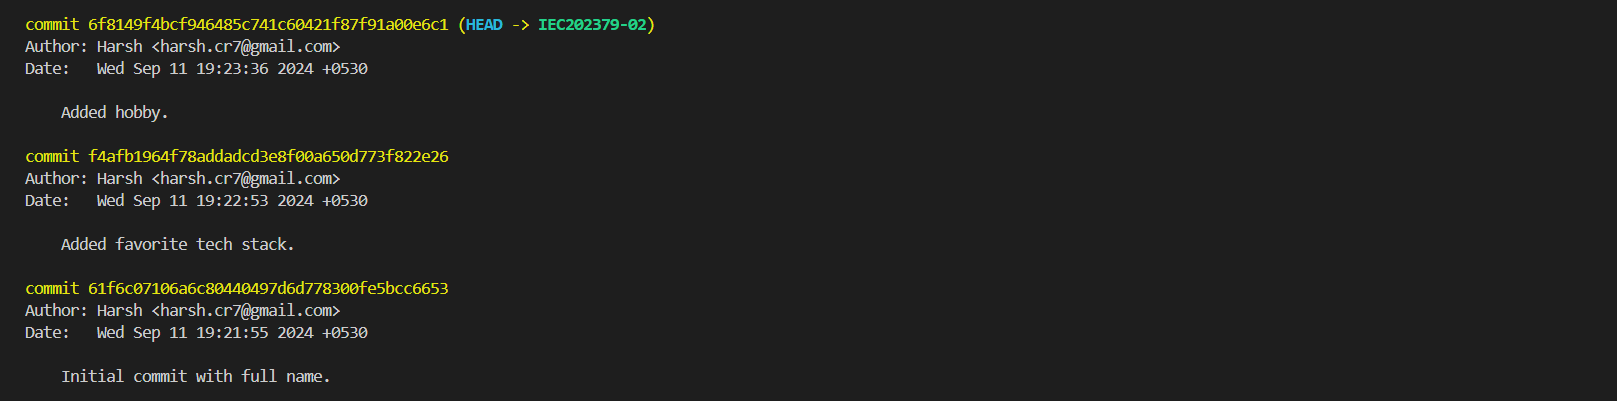 commit 6f8149f4bcf946485c741c60421f87f91a00e6c1 (HEAD -> IEC202379-02)
Author: Harsh <harsh.cr7@gmail.com>
Date:   Wed Sep 11 19:23:36 2024 +0530
Added hobby.
commit f4afb1964f78addadcd3e8f00a650d773f822e26
Author: Harsh <harsh.cr7@gmail.com>
Date:   Wed Sep 11 19:22:53 2024 +0530
Added favorite tech stack.
commit 61f6c07106a6c80440497d6d778300fe5bcc6653
Author: Harsh <harsh.cr7@gmail.com>
Date:   Wed Sep 11 19:21:55 2024 +0530
Initial commit with full name.